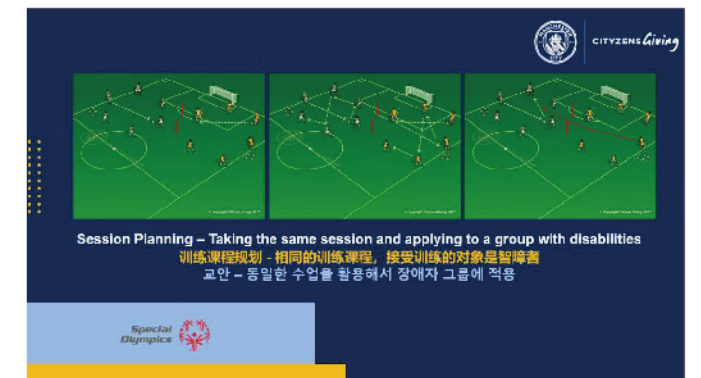 MANCHESTER
CITY
CITYZENS Giving
Session Planning – Taking the same session and applying to a group with disabilities
训练课程规划 - 相同的训练课程，接受训练的对象是智障者
교안 – 동일한 수업을 활용해서 장애자 그룹에 적용
Special
Olympics